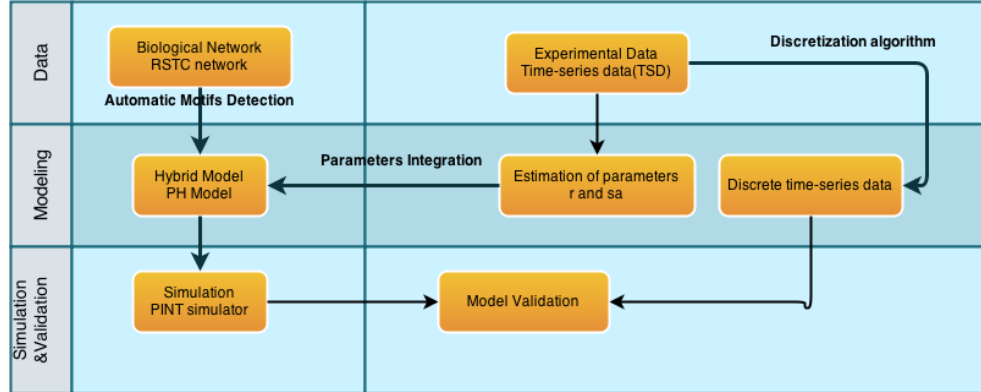 Data
Biological Network
RSTC network
Experimental Data
Time-series data(TSD)
Discretization algorithm
Automatic Motifs Detection
Modeling
Hybrid Model
PH Model
Parameters Integration
Estimation of parameters
r and sa
Discrete time-series data
Simulation
&Validation
Simulation
PINT simulator
Model Validation